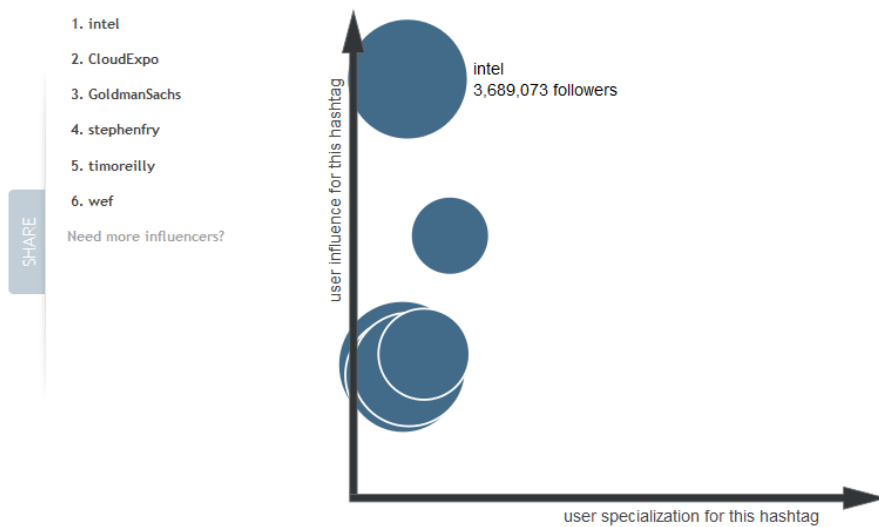 1. intel
2. CloudExpo
3. GoldmanSachs
4. stephenfry
5. timoreilly
6. wef
Need more influencers?
SHARE
user influence for this hashtag
intel
3,689,073 followers
user specialization for this hashtag